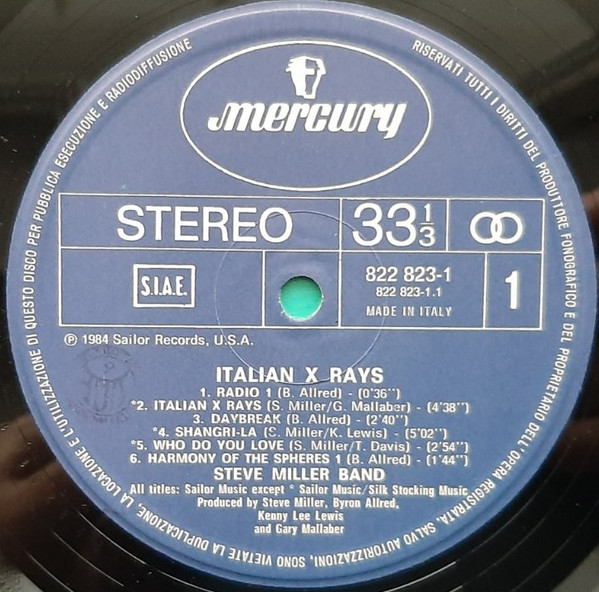 mercury
STEREO
33 1/3
S.I.A.E.
822 823-1
822 823-1.1
MADE IN ITALY
1
℗ 1984 Sailor Records, U.S.A.
ITALIAN X RAYS
1. RADIO 1 (B. Allred) - (0'36'')
*2. ITALIAN X RAYS (S. Miller/G. Mallaber) - (4'38'')
3. DAYBREAK (B. Allred) - (2'40'')
*4. SHANGRI-LA (C. Miller/K. Lewis) - (5'02'')
*5. WHO DO YOU LOVE (S. Miller/T. Davis) - (2'54'')
6. HARMONY OF THE SPHERES 1 (B. Allred) - (1'44'')
STEVE MILLER BAND
All titles: Sailor Music except * Sailor Music/Silk Stocking Music
Produced by Steve Miller, Byron Allred,
Kenny Lee Lewis
and Gary Mallaber
RISERVATI TUTTI I DIRITTI DEL PRODUTTORE FONOGRAFICO E DEL PROPRIETARIO DELL'OPERA REGISTRATA. SALVO AUTORIZZAZIONI, SONO VIETATE LA DUPLICAZIONE, LA LOCAZIONE E L'UTILIZZAZIONE DI QUESTO DISCO PER PUBBLICA ESECUZIONE E RADIODIFFUSIONE